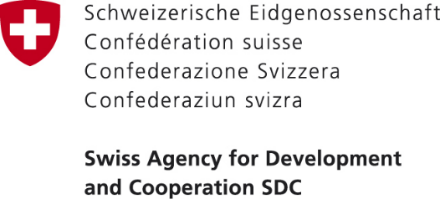 Schweizerische Eidgenossenschaft
Confédération suisse
Confederazione Svizzera
Confederaziun svizra
Swiss Agency for Development
and Cooperation SDC